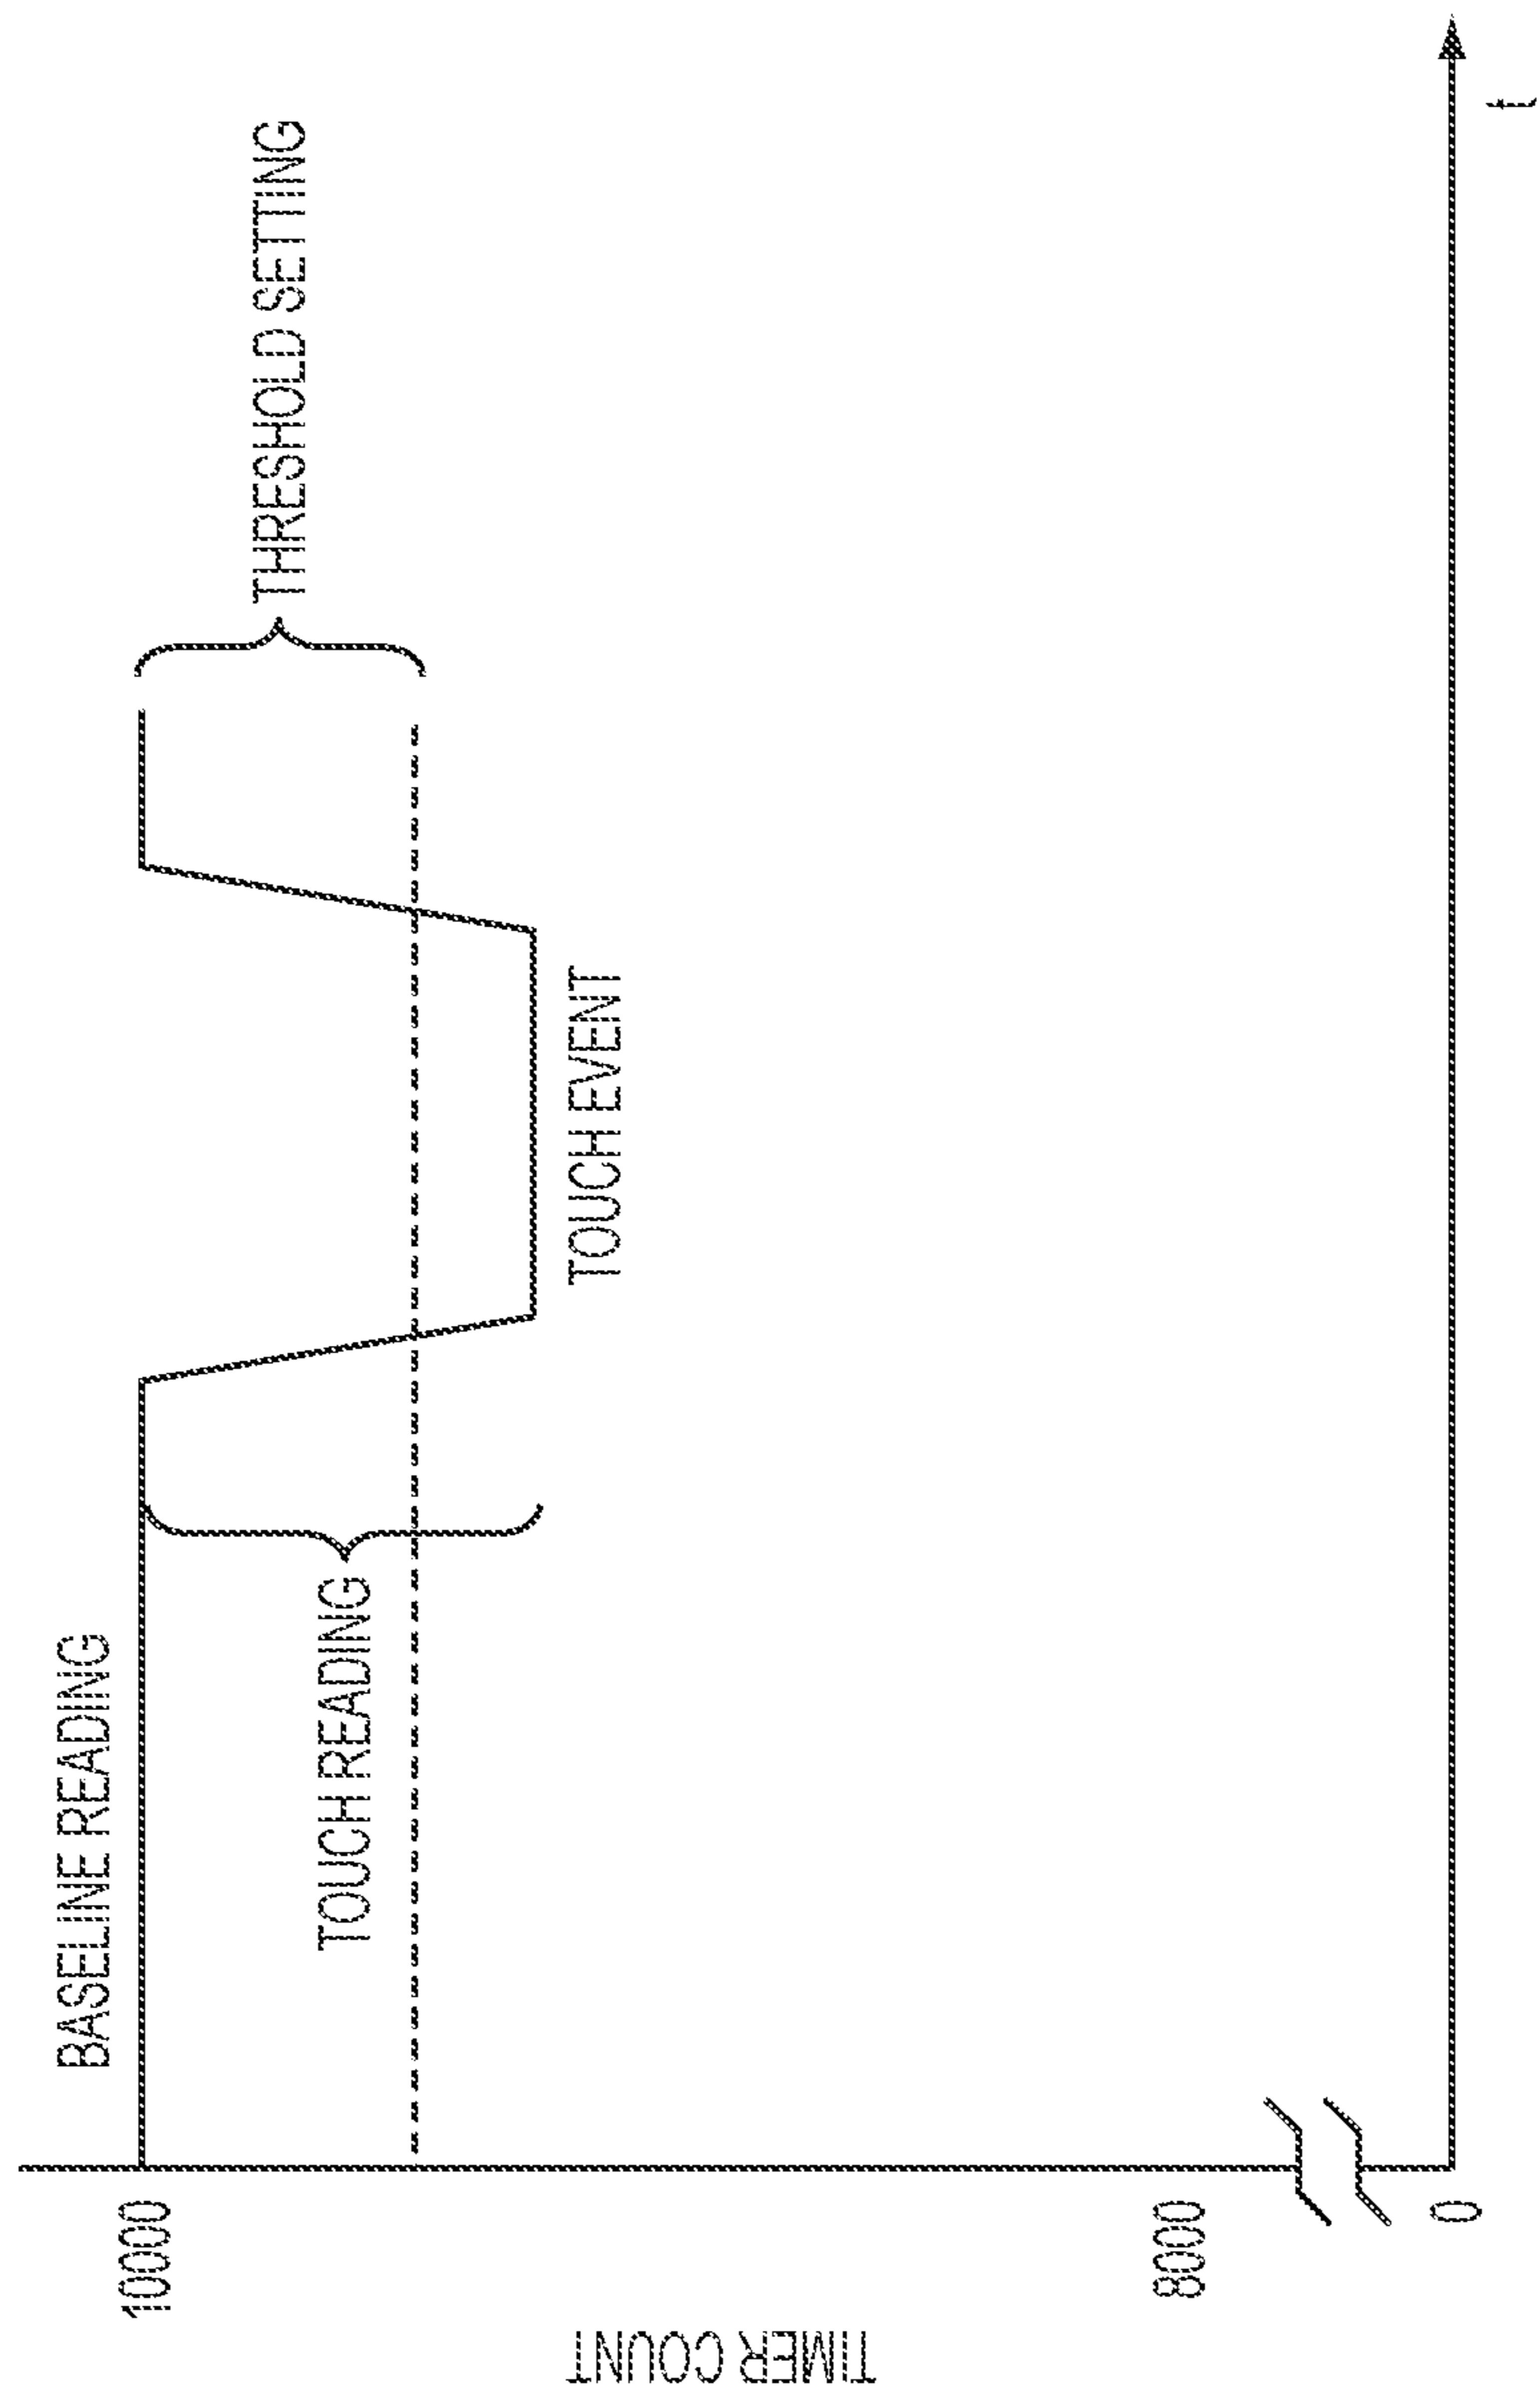 BASELINE READING
10000
THRESHOLD SETTING
TOUCH READING
TOUCH EVENT
TIMER COUNT
8000
0
t